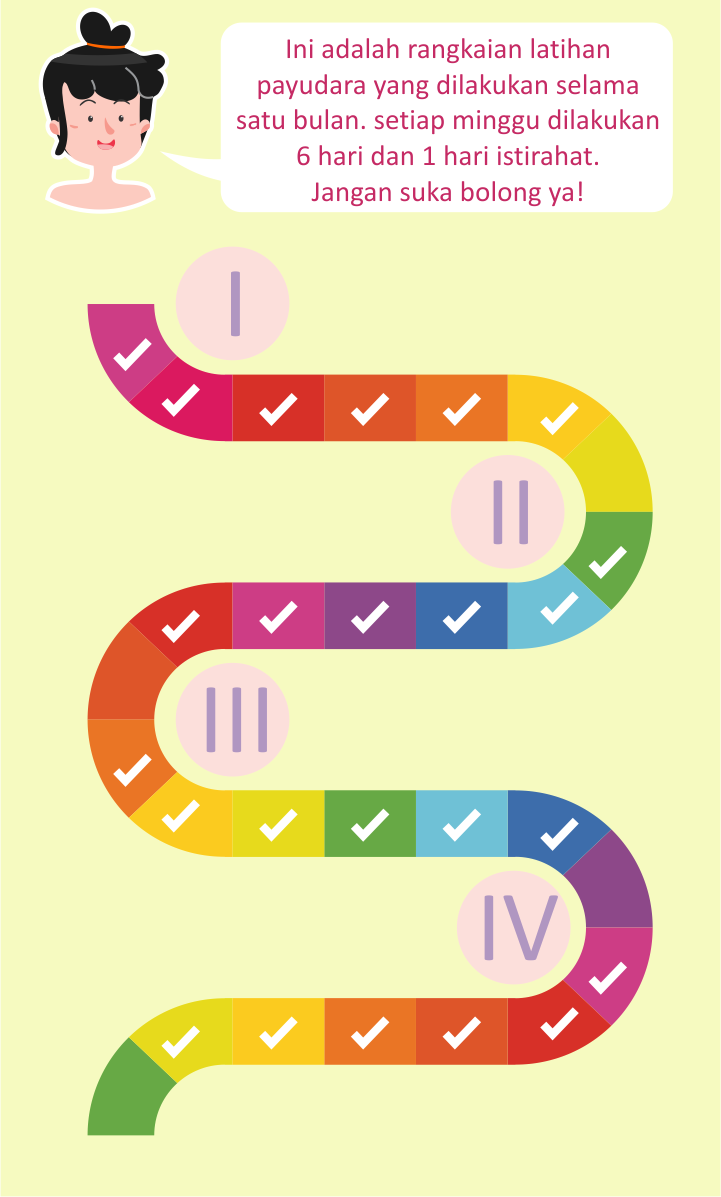 Ini adalah rangkaian latihan
payudara yang dilakukan selama
satu bulan. setiap minggu dilakukan
6 hari dan 1 hari istirahat.
Jangan suka bolong ya!
I
II
III
IV